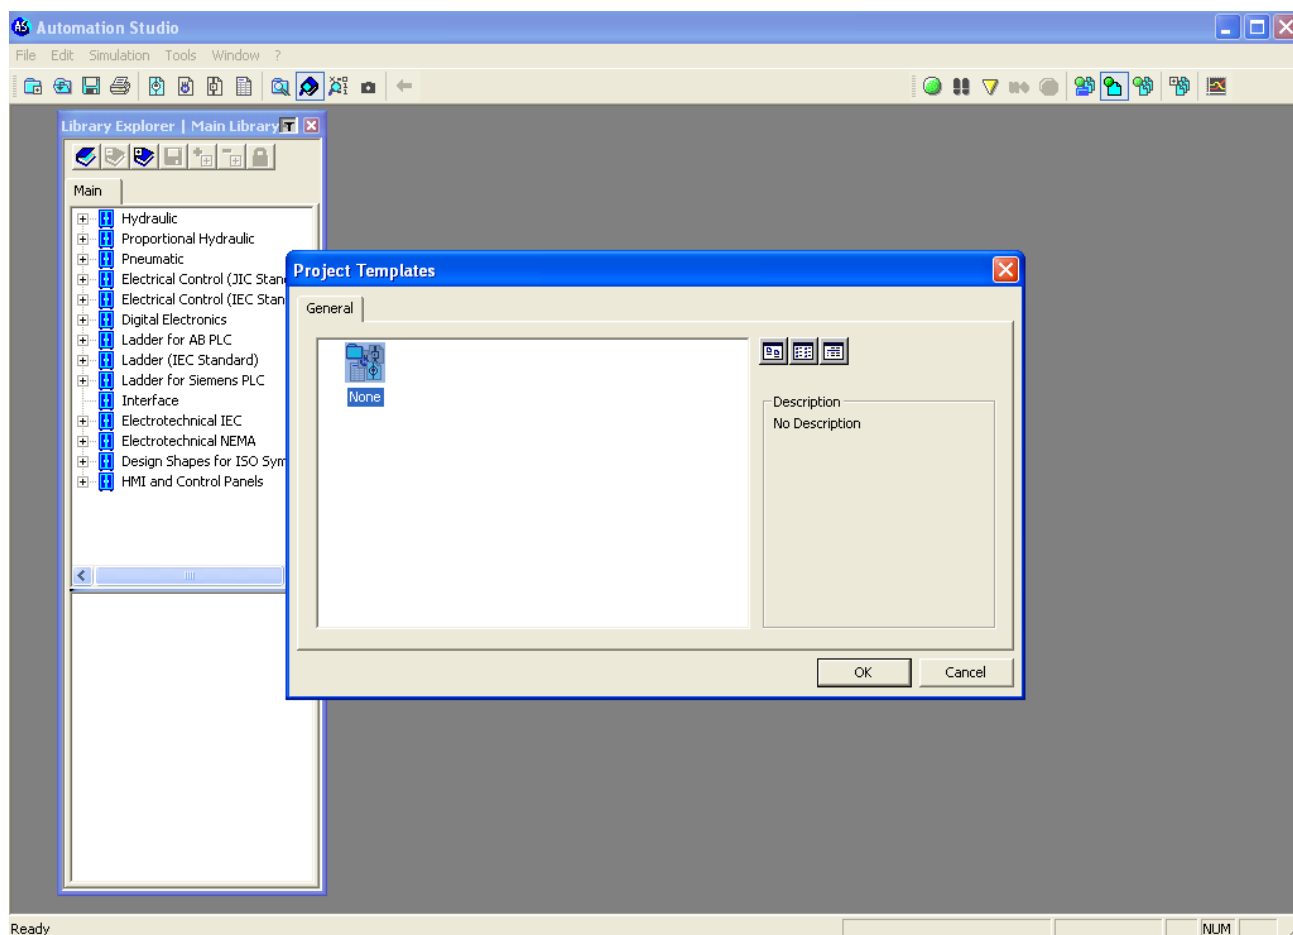 Automation Studio
File Edit Simulation Tools Window ?
Library Explorer | Main Library
Main
Hydraulic
Proportional Hydraulic
Pneumatic
Electrical Control (JIC Stan
Electrical Control (IEC Stan
Digital Electronics
Ladder for AB PLC
Ladder (IEC Standard)
Ladder for Siemens PLC
Interface
Electrotechnical IEC
Electrotechnical NEMA
Design Shapes for ISO Sym
HMI and Control Panels
Project Templates
General
None
Description
No Description
OK Cancel
Ready
NUM